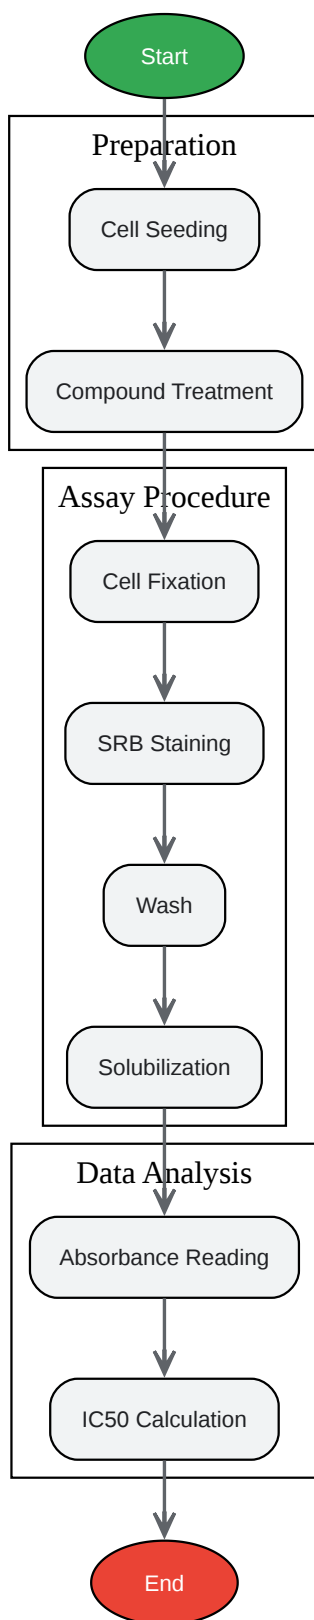 Start
Preparation
Cell Seeding
Compound Treatment
Assay Procedure
Cell Fixation
SRB Staining
Wash
Solubilization
Data Analysis
Absorbance Reading
IC50 Calculation
End